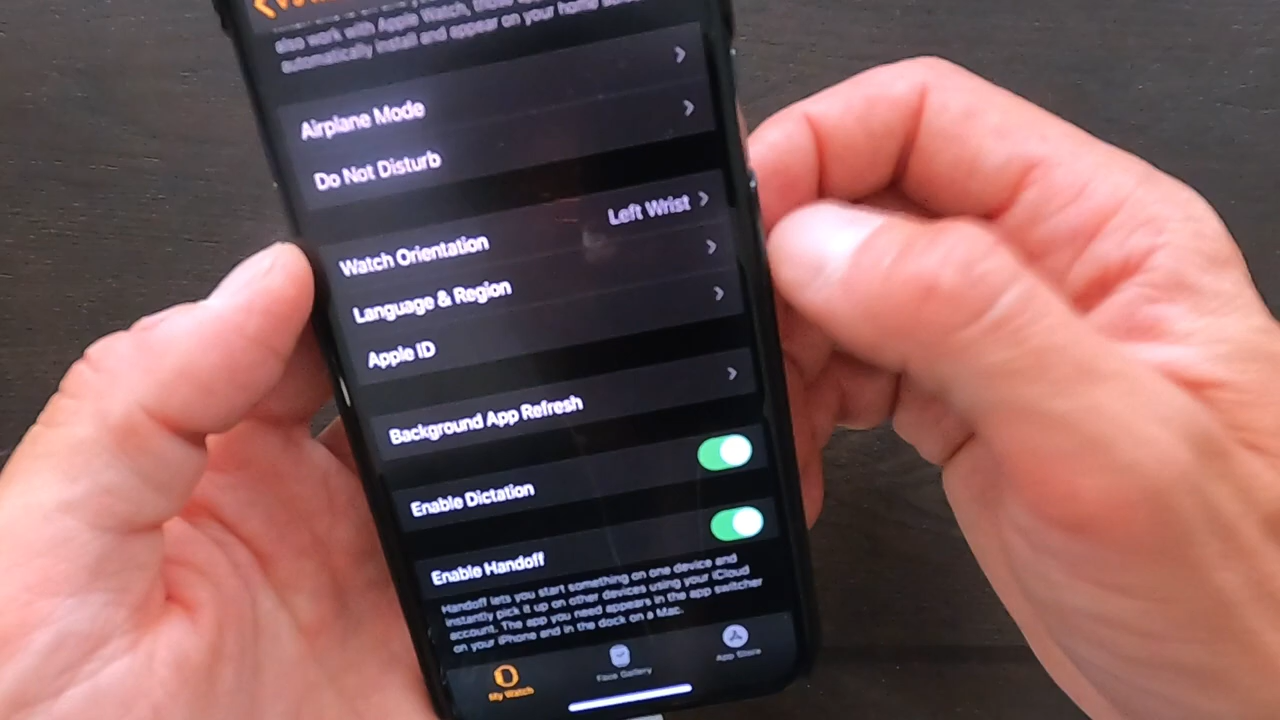 also work with Apple Watch, those
automatically install and appear on your home
Airplane Mode
Do Not Disturb
Watch Orientation Left Wrist
Language & Region
Apple ID
Background App Refresh
Enable Dictation
Enable Handoff
Handoff lets you start something on one device and
instantly pick it up on other devices using your iCloud
account. The app you need appears in the app switcher
on your iPhone and in the dock on a Mac.
My Watch Face Gallery App Store